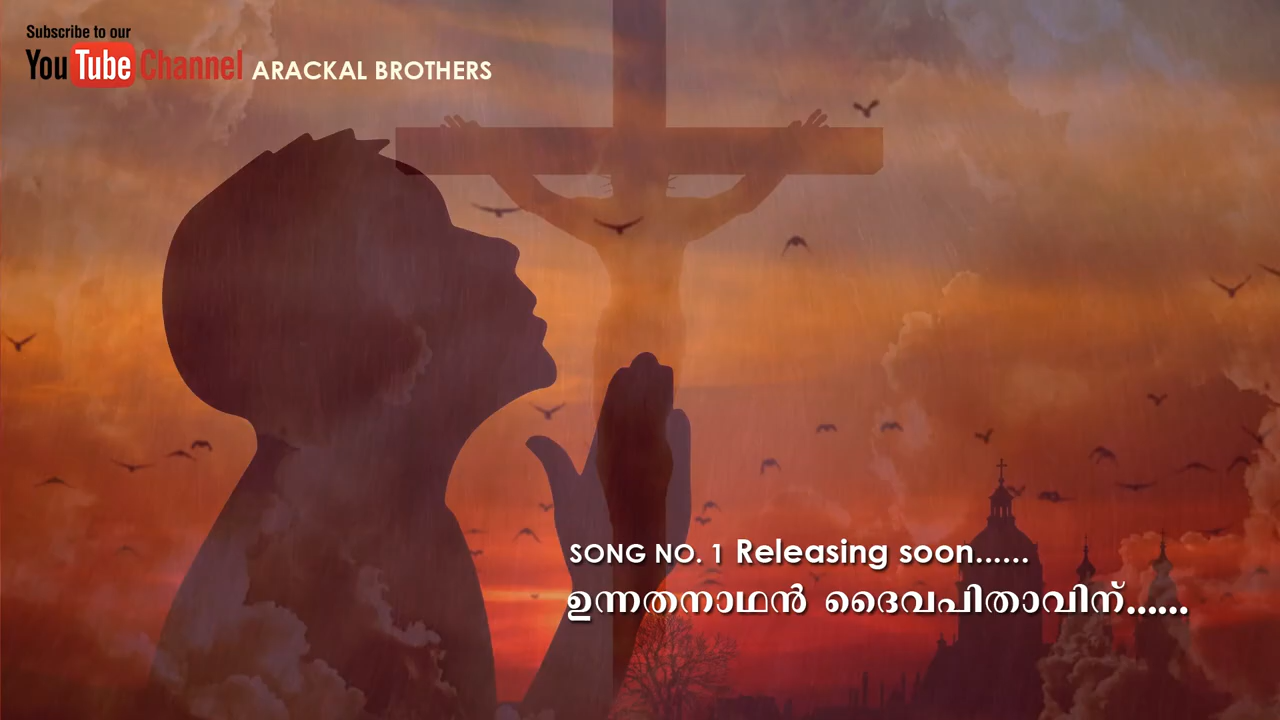 Subscribe to our
YouTube Channel ARACKAL BROTHERS
SONG NO. 1 Releasing soon......
ഉന്നതനാഥൻ ദൈവപിതാവിന്......